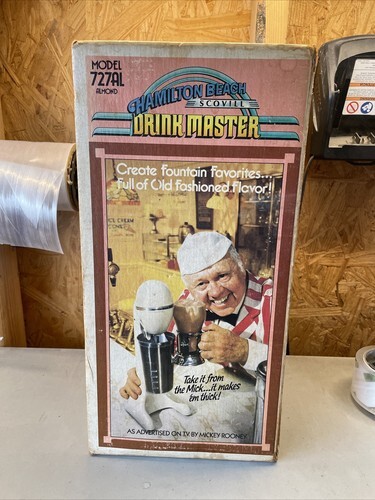 MODEL
727AL
ALMOND
HAMILTON BEACH
SCOVILL
DRINK MASTER
Create fountain favorites...
full of Old fashioned flavor!
ICE CREAM
Take it from
the Mick...it makes
'em thick!
AS ADVERTISED ON T.V. BY MICKEY ROONEY